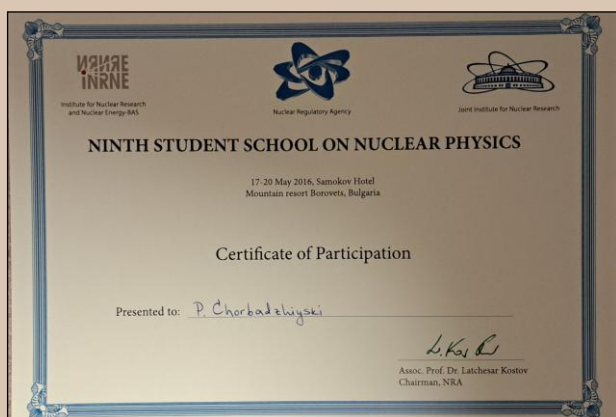 ИЯИЯЕ
iNRNE
Institute for Nuclear Research
and Nuclear Energy-BAS
Nuclear Regulatory Agency
Joint Institute for Nuclear Research
NINTH STUDENT SCHOOL ON NUCLEAR PHYSICS
17-20 May 2016, Samokov Hotel
Mountain resort Borovets, Bulgaria
Certificate of Participation
Presented to: P. Chorbadzhiyski
Assoc. Prof. Dr. Latchesar Kostov
Chairman, NRA